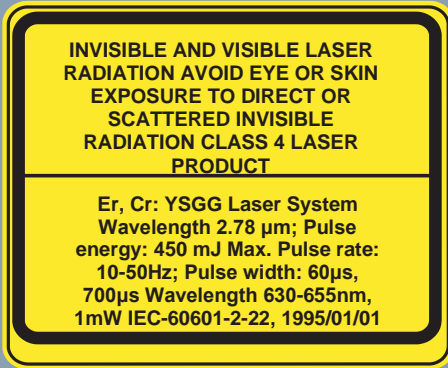 INVISIBLE AND VISIBLE LASER
RADIATION AVOID EYE OR SKIN
EXPOSURE TO DIRECT OR
SCATTERED INVISIBLE
RADIATION CLASS 4 LASER
PRODUCT
Er, Cr: YSGG Laser System
Wavelength 2.78 µm; Pulse
energy: 450 mJ Max. Pulse rate:
10-50Hz; Pulse width: 60µs,
700µs Wavelength 630-655nm,
1mW IEC-60601-2-22, 1995/01/01